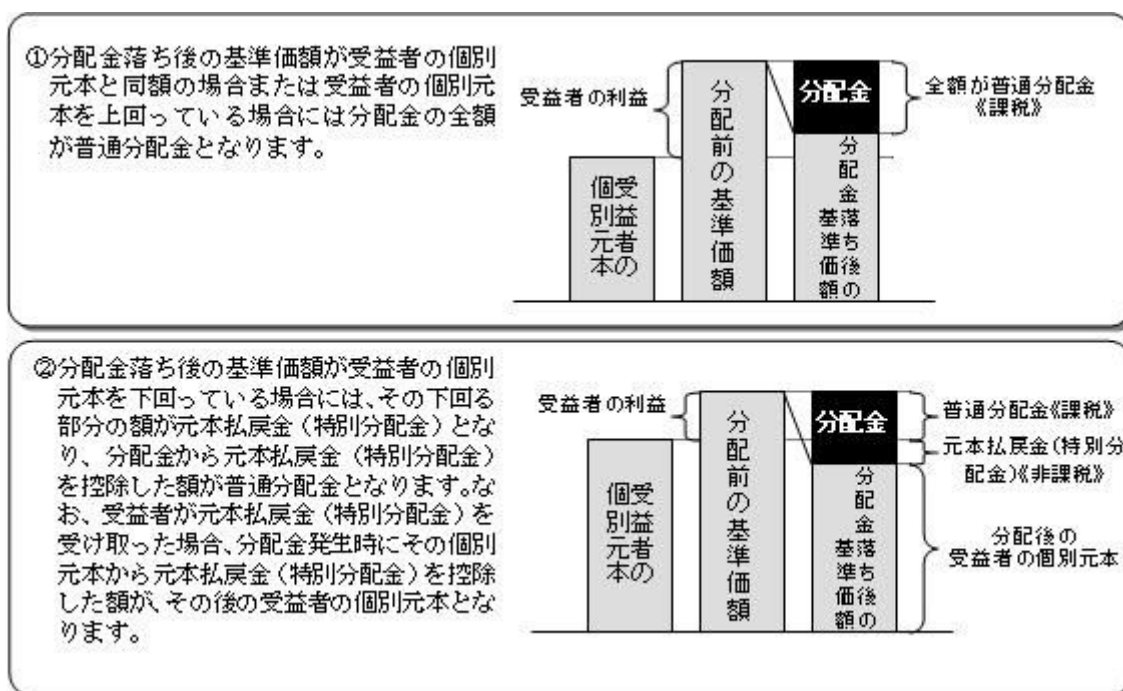 ①分配金落ち後の基準価額が受益者の個別
元本と同額の場合または受益者の個別元
本を上回っている場合には分配金の全額
が普通分配金となります。
受益者の利益
受益者の
個別元本
分配前の基準価額
分配金
分配金落ち後の
基準価額
全額が普通分配金
《課税》
②分配金落ち後の基準価額が受益者の個別
元本を下回っている場合には、その下回る
部分の額が元本払戻金（特別分配金）とな
り、分配金から元本払戻金（特別分配金）
を控除した額が普通分配金となります。な
お、受益者が元本払戻金（特別分配金）を
受け取った場合、分配金発生時にその個別
元本から元本払戻金（特別分配金）を控除
した額が、その後の受益者の個別元本とな
ります。
受益者の利益
受益者の
個別元本
分配前の基準価額
分配金
分配金落ち後の
基準価額
普通分配金《課税》
元本払戻金（特別分
配金）《非課税》
分配後の
受益者の個別元本